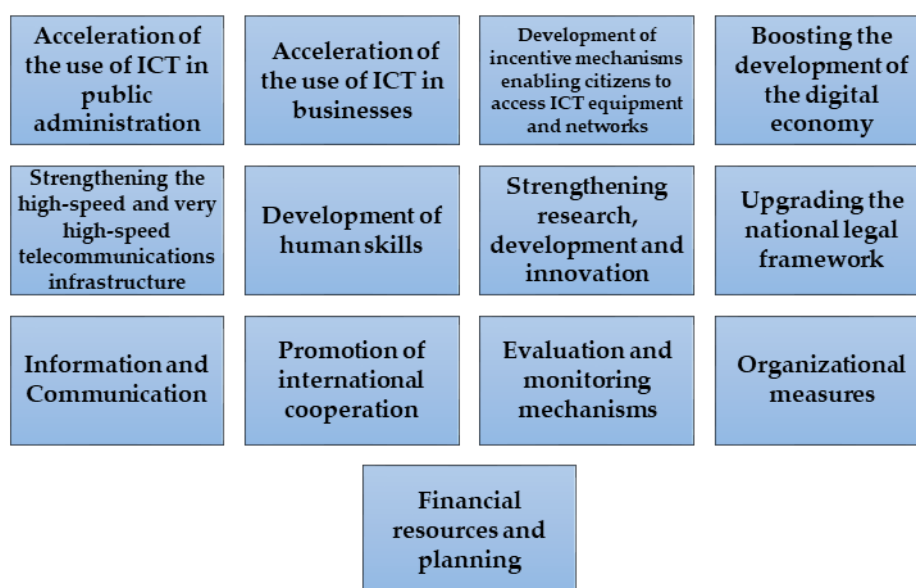 Acceleration of
the use of ICT in
public
administration
Acceleration of
the use of ICT in
businesses
Development of
incentive mechanisms
enabling citizens to
access ICT equipment
and networks
Boosting the
development of
the digital
economy
Strengthening the
high-speed and very
high-speed
telecommunications
infrastructure
Development of
human skills
Strengthening
research,
development and
innovation
Upgrading the
national legal
framework
Information and
Communication
Promotion of
international
cooperation
Evaluation and
monitoring
mechanisms
Organizational
measures
Financial
resources and
planning